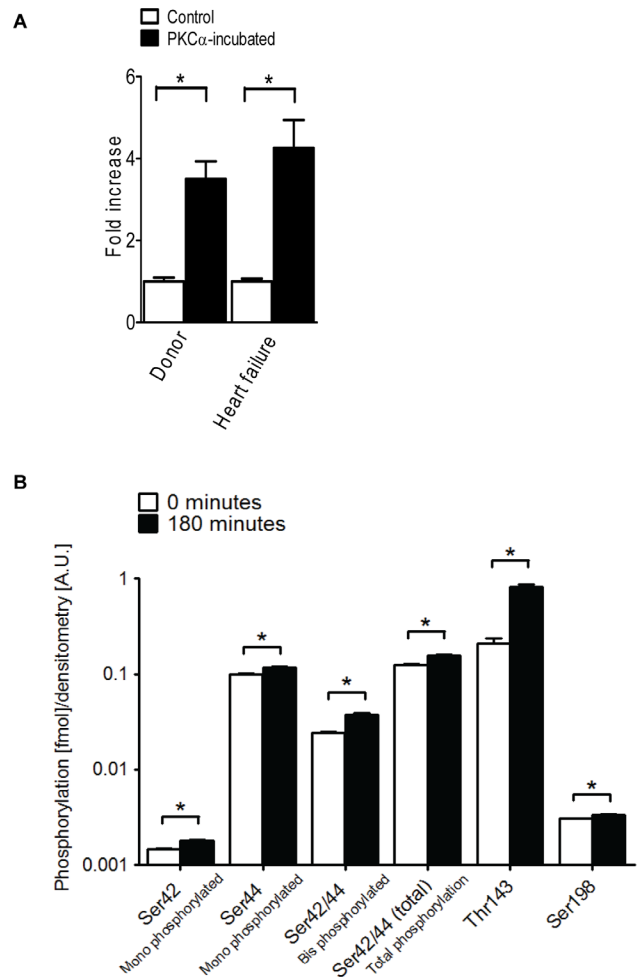 A
Control
PKCα-incubated
Fold increase
6
4
2
0
*
*
Donor
Heart failure
B
0 minutes
180 minutes
Phosphorylation [fmol]/densitometry [A.U.]
1
0.1
0.01
0.001
*
*
*
*
*
*
Ser42
Mono phosphorylated
Ser44
Mono phosphorylated
Ser42/44
Bis phosphorylated
Ser42/44 (total)
Total phosphorylation
Thr143
Ser198